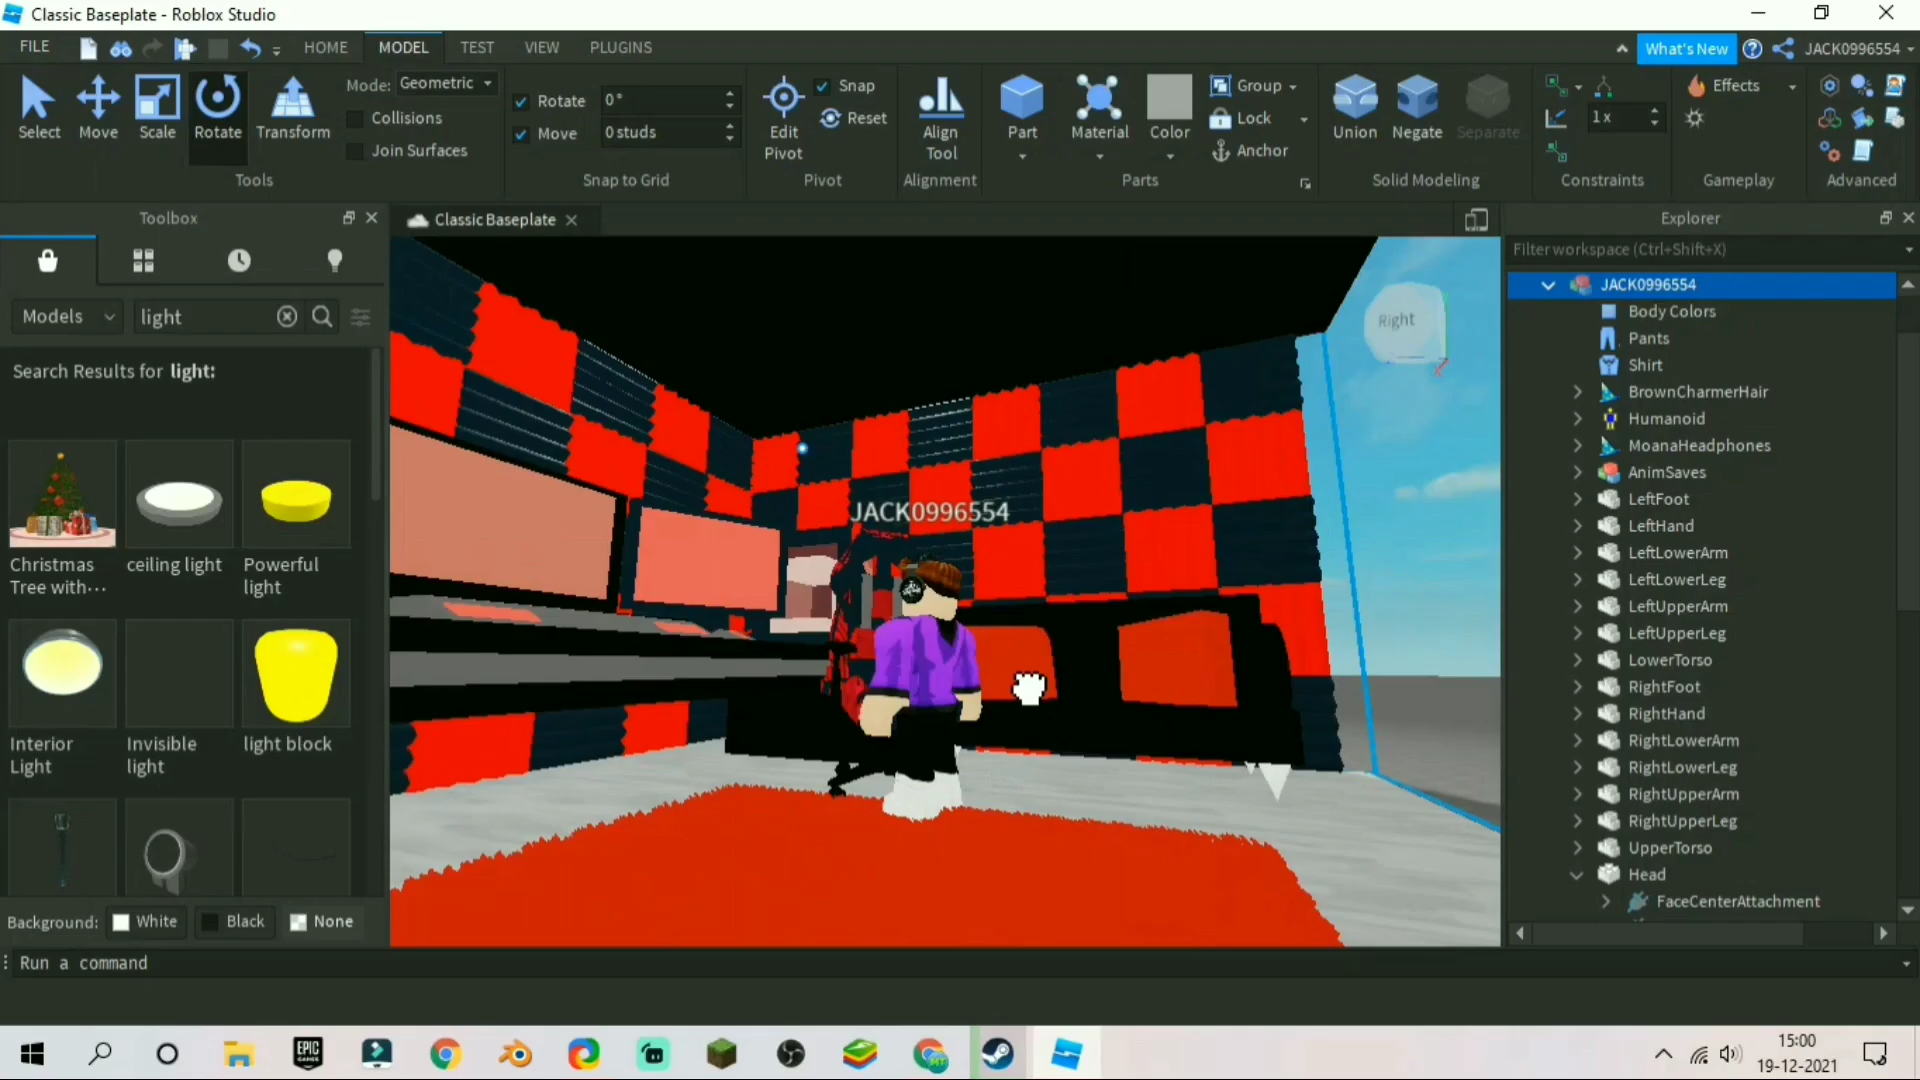 Classic Baseplate - Roblox Studio
FILE
HOME
MODEL
TEST
VIEW
PLUGINS
What's New
JACK0996554
Select
Move
Scale
Rotate
Transform
Mode: Geometric
Collisions
Join Surfaces
Tools
Rotate 0°
Move 0 studs
Snap to Grid
Edit Pivot
Snap
Reset
Pivot
Align Tool
Alignment
Part
Material
Color
Group
Lock
Anchor
Parts
Union
Negate
Separate
Solid Modeling
1 x
Constraints
Effects
Gameplay
Advanced
Toolbox
Models
light
Search Results for light:
Christmas Tree with...
ceiling light
Powerful light
Interior Light
Invisible light
light block
Background: White Black None
Classic Baseplate
Right
JACK0996554
Explorer
Filter workspace (Ctrl+Shift+X)
JACK0996554
Body Colors
Pants
Shirt
BrownCharmerHair
Humanoid
MoanaHeadphones
AnimSaves
LeftFoot
LeftHand
LeftLowerArm
LeftLowerLeg
LeftUpperArm
LeftUpperLeg
LowerTorso
RightFoot
RightHand
RightLowerArm
RightLowerLeg
RightUpperArm
RightUpperLeg
UpperTorso
Head
FaceCenterAttachment
Run a command
EPIC GAMES
15:00
19-12-2021